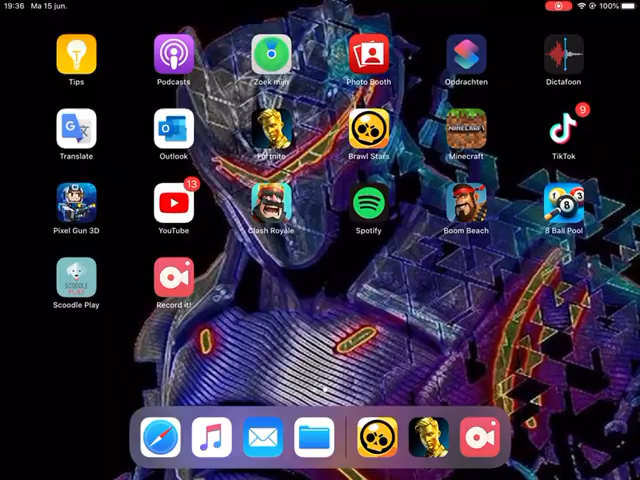 19:36 Ma 15 jun. 100%
Tips Podcasts Zoek mijn Photo Booth Opdrachten Dictafoon
9
Translate Outlook Fortnite Brawl Stars Minecraft TikTok
13
Pixel Gun 3D YouTube Clash Royale Spotify Boom Beach 8 Ball Pool
Scoodle Play Record it!